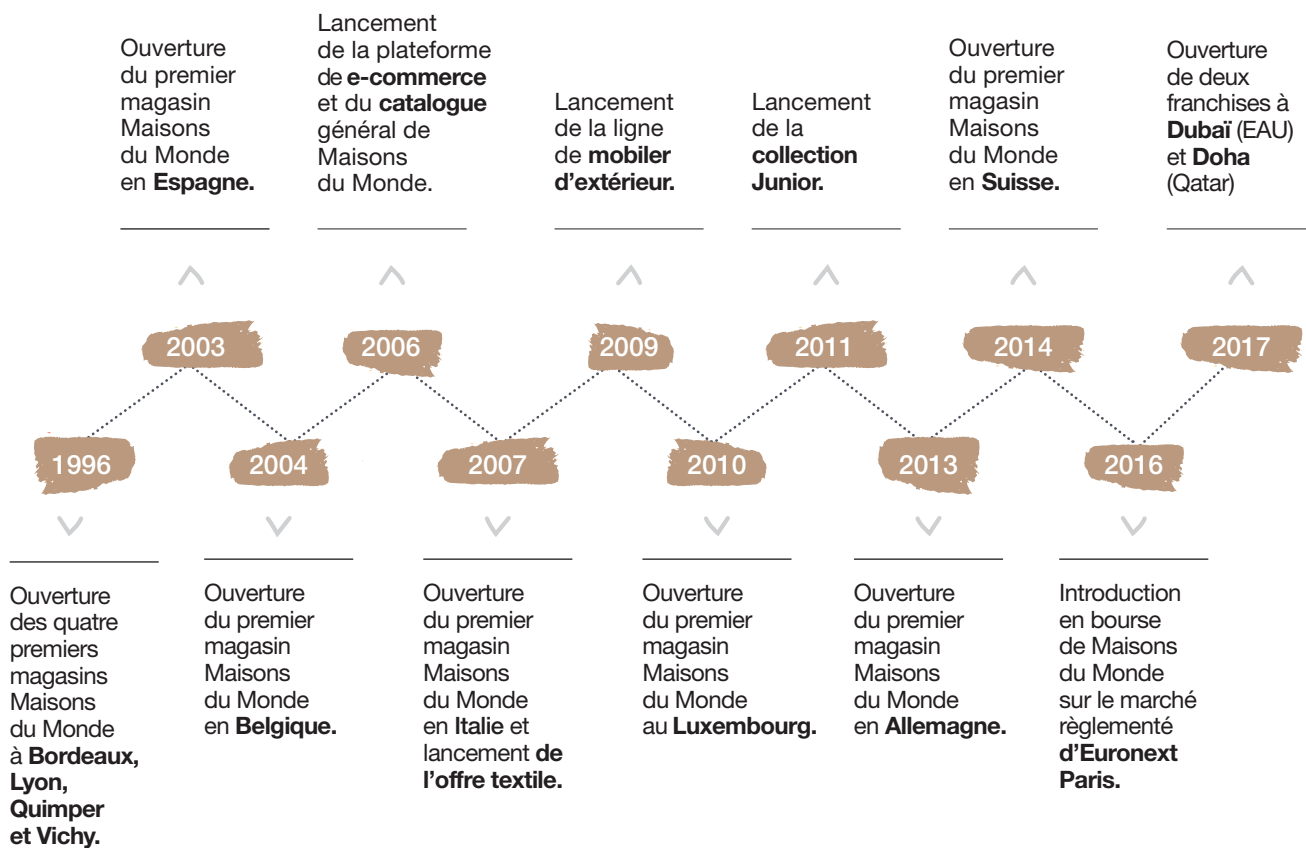 Ouverture
du premier
magasin
Maisons
du Monde
en Espagne.
Lancement
de la plateforme
de e-commerce
et du catalogue
général de
Maisons
du Monde.
Lancement
de la ligne
de mobiler
d'extérieur.
Lancement
de la
collection
Junior.
Ouverture
du premier
magasin
Maisons
du Monde
en Suisse.
Ouverture
de deux
franchises à
Dubaï (EAU)
et Doha
(Qatar)
2003
2006
2009
2011
2014
2017
1996
2004
2007
2010
2013
2016
Ouverture
des quatre
premiers
magasins
Maisons
du Monde
à Bordeaux,
Lyon,
Quimper
et Vichy.
Ouverture
du premier
magasin
Maisons
du Monde
en Belgique.
Ouverture
du premier
magasin
Maisons
du Monde
en Italie et
lancement de
l'offre textile.
Ouverture
du premier
magasin
Maisons
du Monde
au Luxembourg.
Ouverture
du premier
magasin
Maisons
du Monde
en Allemagne.
Introduction
en bourse
de Maisons
du Monde
sur le marché
règlementé
d'Euronext
Paris.